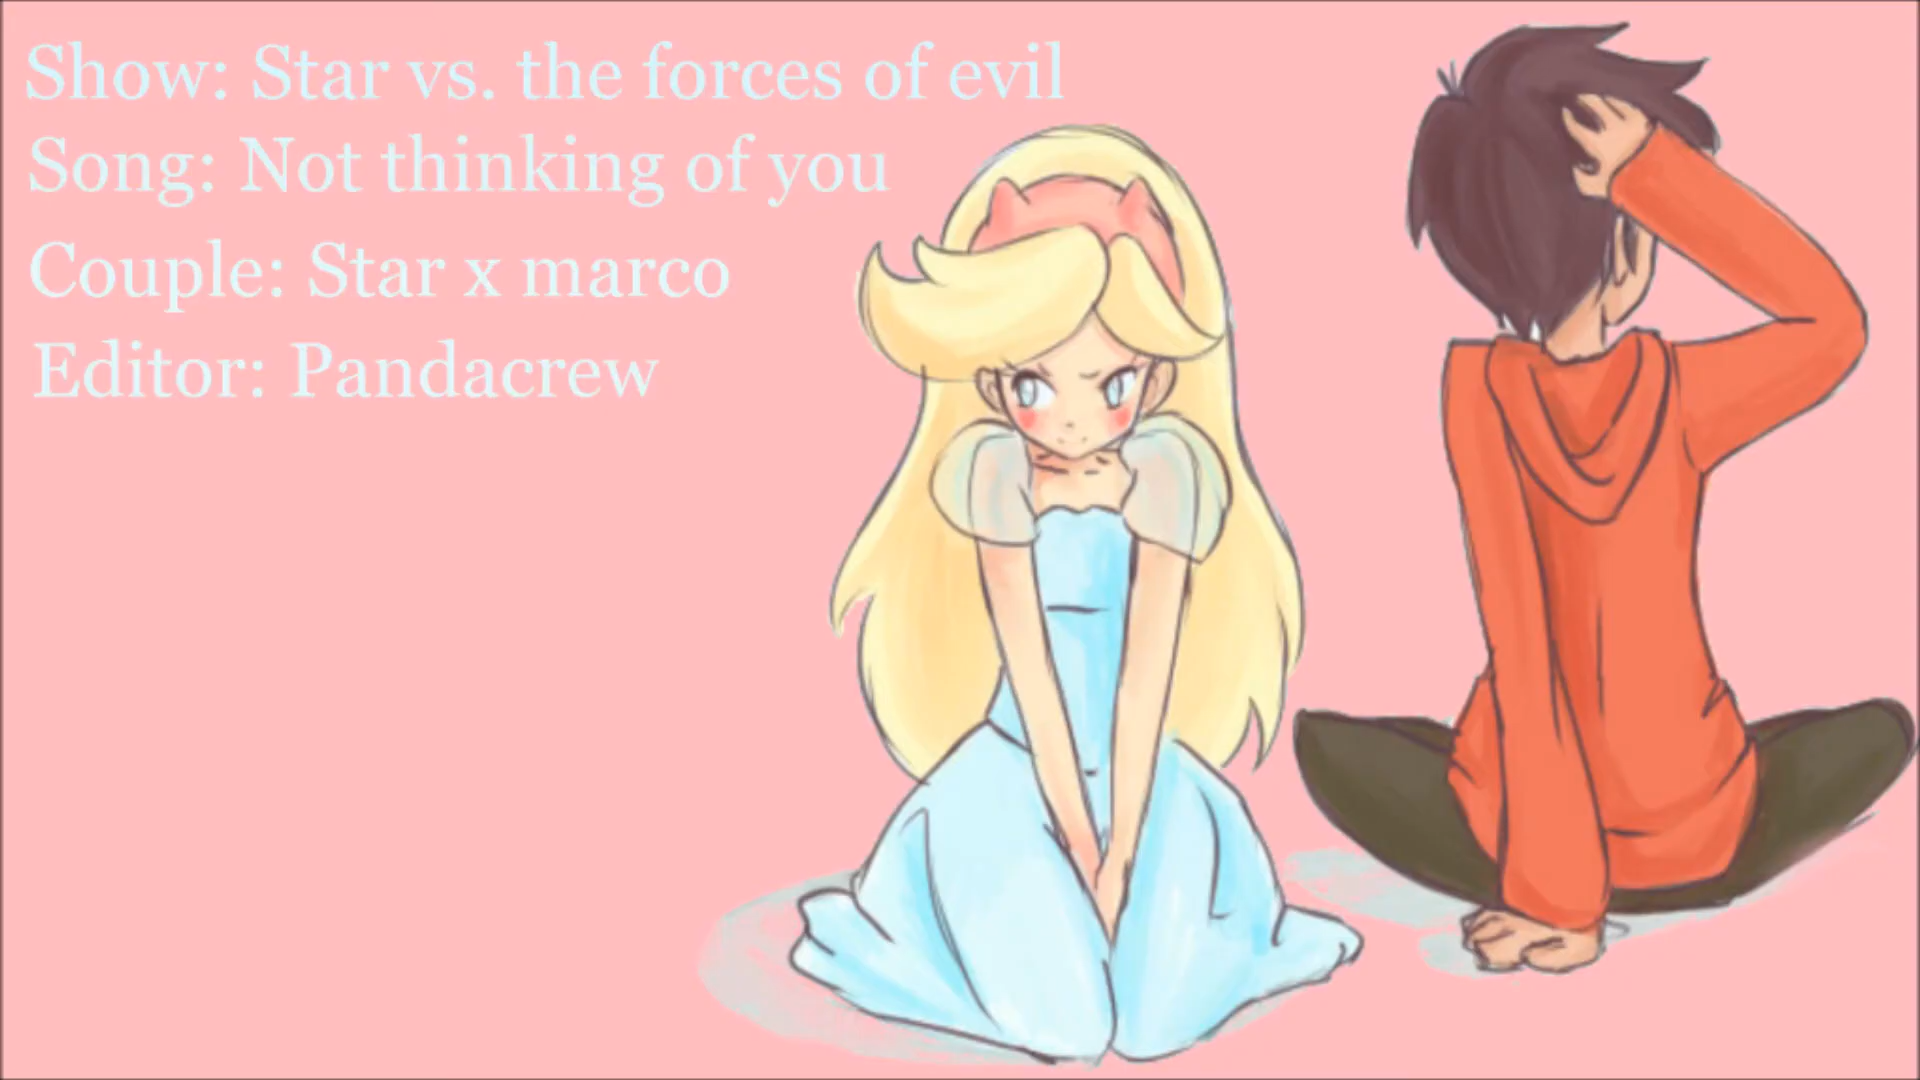 Show: Star vs. the forces of evil
Song: Not thinking of you
Couple: Star x marco
Editor: Pandacrew